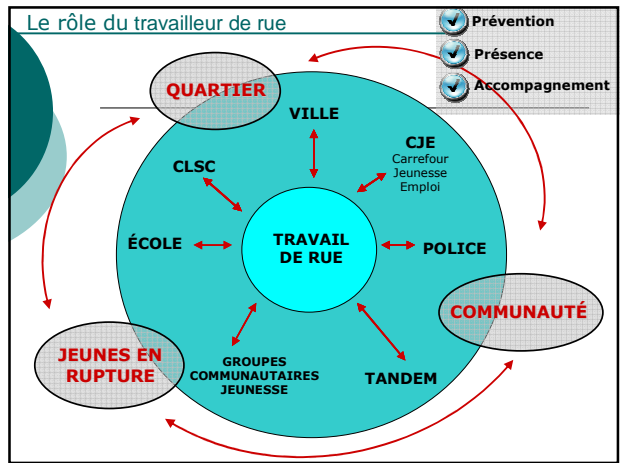 Le rôle du travailleur de rue
Prévention
Présence
Accompagnement
QUARTIER
VILLE
CJE
Carrefour
Jeunesse
Emploi
CLSC
ÉCOLE
TRAVAIL
DE RUE
POLICE
COMMUNAUTÉ
JEUNES EN
RUPTURE
GROUPES
COMMUNAUTAIRES
JEUNESSE
TANDEM